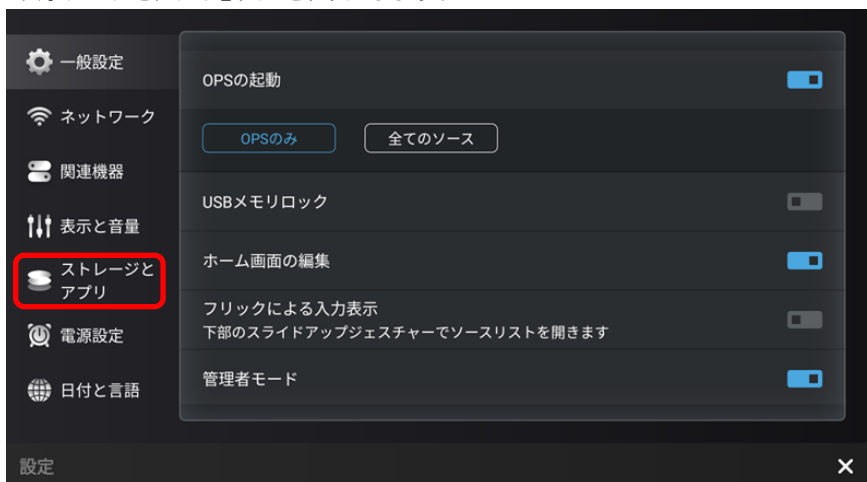 一般設定
ネットワーク
関連機器
表示と音量
ストレージと
アプリ
電源設定
日付と言語
OPSの起動
OPSのみ
全てのソース
USBメモリロック
ホーム画面の編集
フリックによる入力表示
下部のスライドアップジェスチャーでソースリストを開きます
管理者モード
設定